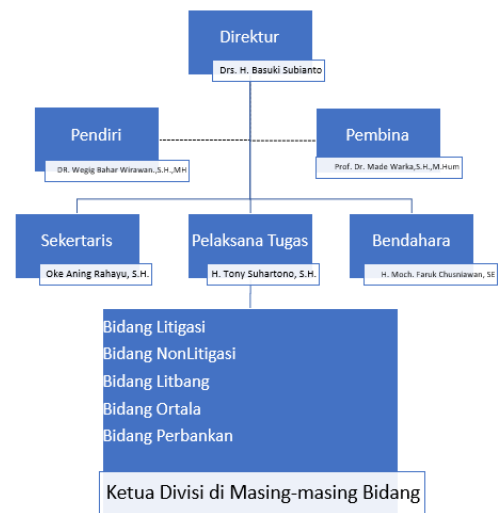 Direktur
Drs. H. Basuki Subianto
Pendiri
DR. Wegig Bahar Wirawan.,S.H.,MH
Pembina
Prof. Dr. Made Warka,S.H.,M.Hum
Sekertaris
Oke Aning Rahayu, S.H.
Pelaksana Tugas
H. Tony Suhartono, S.H.
Bendahara
H. Moch. Faruk Chusniawan, SE
Bidang Litigasi
Bidang NonLitigasi
Bidang Litbang
Bidang Ortala
Bidang Perbankan
Ketua Divisi di Masing-masing Bidang